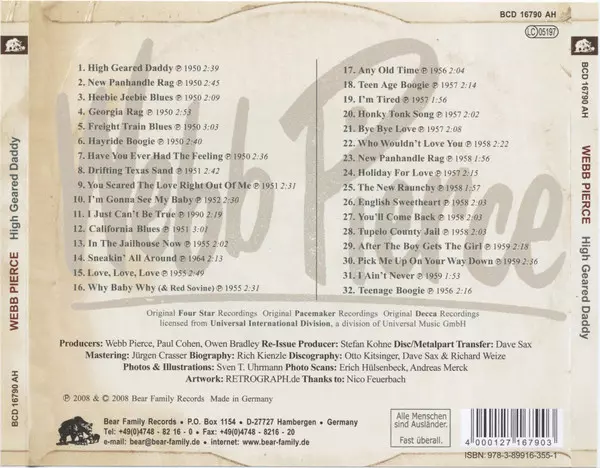 BCD 16790 AH
LC 05197
BCD 16790 AH WEBB PIERCE High Geared Daddy
BCD 16790 AH WEBB PIERCE High Geared Daddy
Webb Pierce
1. High Geared Daddy ℗ 1950 2:39
2. New Panhandle Rag ℗ 1950 2:45
3. Heebie Jeebie Blues ℗ 1950 2:09
4. Georgia Rag ℗ 1950 2:53
5. Freight Train Blues ℗ 1950 3:03
6. Hayride Boogie ℗ 1950 2:40
7. Have You Ever Had The Feeling ℗ 1950 2:36
8. Drifting Texas Sand ℗ 1951 2:42
9. You Scared The Love Right Out Of Me ℗ 1951 2:31
10. I'm Gonna See My Baby ℗ 1952 2:30
11. I Just Can't Be True ℗ 1990 2:19
12. California Blues ℗ 1951 3:01
13. In The Jailhouse Now ℗ 1955 2:02
14. Sneakin' All Around ℗ 1964 2:13
15. Love, Love, Love ℗ 1955 2:49
16. Why Baby Why (& Red Sovine) ℗ 1955 2:31
17. Any Old Time ℗ 1956 2:04
18. Teen Age Boogie ℗ 1957 2:14
19. I'm Tired ℗ 1957 1:56
20. Honky Tonk Song ℗ 1957 2:02
21. Bye Bye Love ℗ 1957 2:08
22. Who Wouldn't Love You ℗ 1958 2:22
23. New Panhandle Rag ℗ 1958 1:56
24. Holiday For Love ℗ 1957 2:15
25. The New Raunchy ℗ 1958 1:57
26. English Sweetheart ℗ 1958 2:03
27. You'll Come Back ℗ 1958 2:03
28. Tupelo County Jail ℗ 1958 2:03
29. After The Boy Gets The Girl ℗ 1959 2:18
30. Pick Me Up On Your Way Down ℗ 1959 2:36
31. I Ain't Never ℗ 1959 1:53
32. Teenage Boogie ℗ 1956 2:16
Original Four Star Recordings Original Pacemaker Recordings Original Decca Recordings
licensed from Universal International Division, a division of Universal Music GmbH
Producers: Webb Pierce, Paul Cohen, Owen Bradley Re-Issue Producer: Stefan Kohne Disc/Metalpart Transfer: Dave Sax
Mastering: Jürgen Crasser Biography: Rich Kienzle Discography: Otto Kitsinger, Dave Sax & Richard Weize
Photos & Illustrations: Sven T. Uhrmann Photo Scans: Erich Hülsenbeck, Andreas Merck
Artwork: RETROGRAPH.de Thanks to: Nico Feuerbach
℗ 2008 & © 2008 Bear Family Records Made in Germany
Bear Family Records • P.O. Box 1154 • D-27727 Hambergen • Germany
Tel.: +49(0)4748 - 82 16 - 0 • Fax: +49(0)4748 - 8216 - 20
e-mail: bear@bear-family.de • internet: www.bear-family.de
Alle Menschen
sind Ausländer.
Fast überall.
4 000127 167903
ISBN: 978-3-89916-355-1